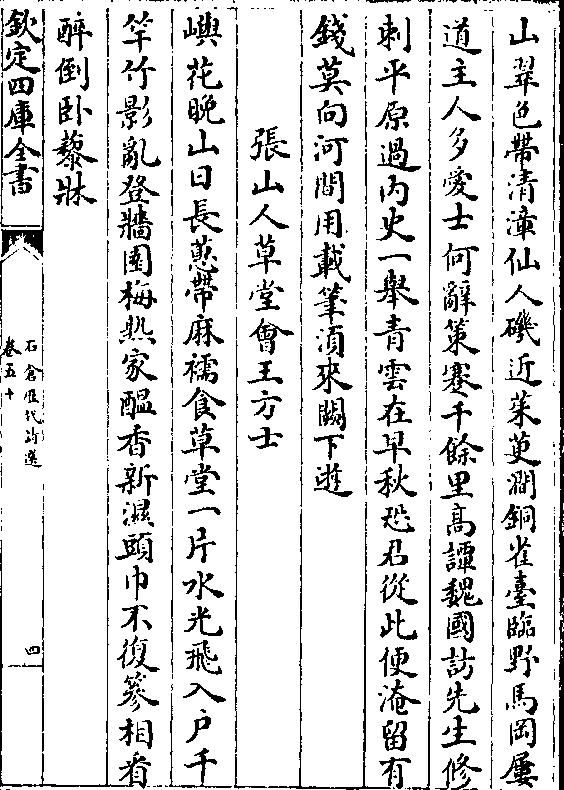 山翠色帶清漳仙人磯近茱萸澗銅雀臺臨野馬岡屢
道主人多愛士何辭策蹇千餘里高譚魏國訪先生修
刺平原過内史一舉青雲在早秋恐君從此便淹留有
錢莫向河間用載筆須來闕下遊
張山人草堂會王方士
嶼花晚山日長蕙帶麻襦食草堂一片水光飛入户千
竿竹影亂登牆園梅熟家醖香新濕頭巾不復篸相看
醉倒卧藜牀
欽定四庫全書
石倉歷代詩選
卷五十
四